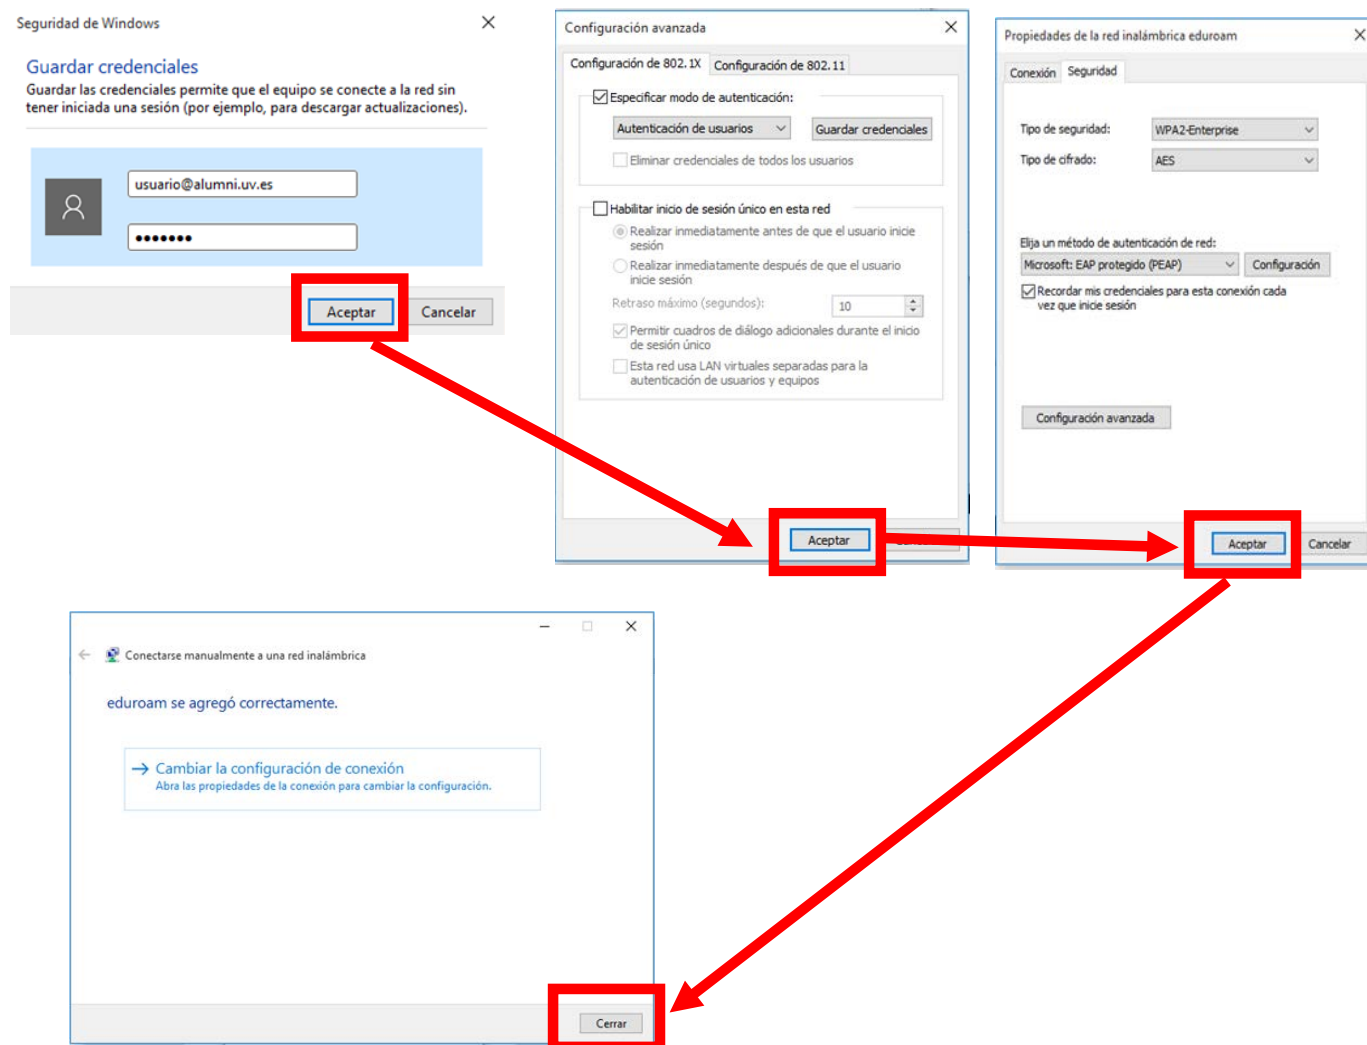 Seguridad de Windows
Guardar credenciales
Guardar las credenciales permite que el equipo se conecte a la red sin
tener iniciada una sesión (por ejemplo, para descargar actualizaciones).
usuario@alumni.uv.es
•••••••
Aceptar
Cancelar
Configuración avanzada
Configuración de 802.1X
Configuración de 802.11
Especificar modo de autenticación:
Autenticación de usuarios
Guardar credenciales
Eliminar credenciales de todos los usuarios
Habilitar inicio de sesión único en esta red
Realizar inmediatamente antes de que el usuario inicie
sesión
Realizar inmediatamente después de que el usuario
inicie sesión
Retraso máximo (segundos):
10
Permitir cuadros de diálogo adicionales durante el inicio
de sesión único
Esta red usa LAN virtuales separadas para la
autenticación de usuarios y equipos
Aceptar
Propiedades de la red inalámbrica eduroam
Conexión
Seguridad
Tipo de seguridad:
WPA2-Enterprise
Tipo de cifrado:
AES
Elija un método de autenticación de red:
Microsoft: EAP protegido (PEAP)
Configuración
Recordar mis credenciales para esta conexión cada
vez que inicie sesión
Configuración avanzada
Aceptar
Cancelar
Conectarse manualmente a una red inalámbrica
eduroam se agregó correctamente.
Cambiar la configuración de conexión
Abra las propiedades de la conexión para cambiar la configuración.
Cerrar